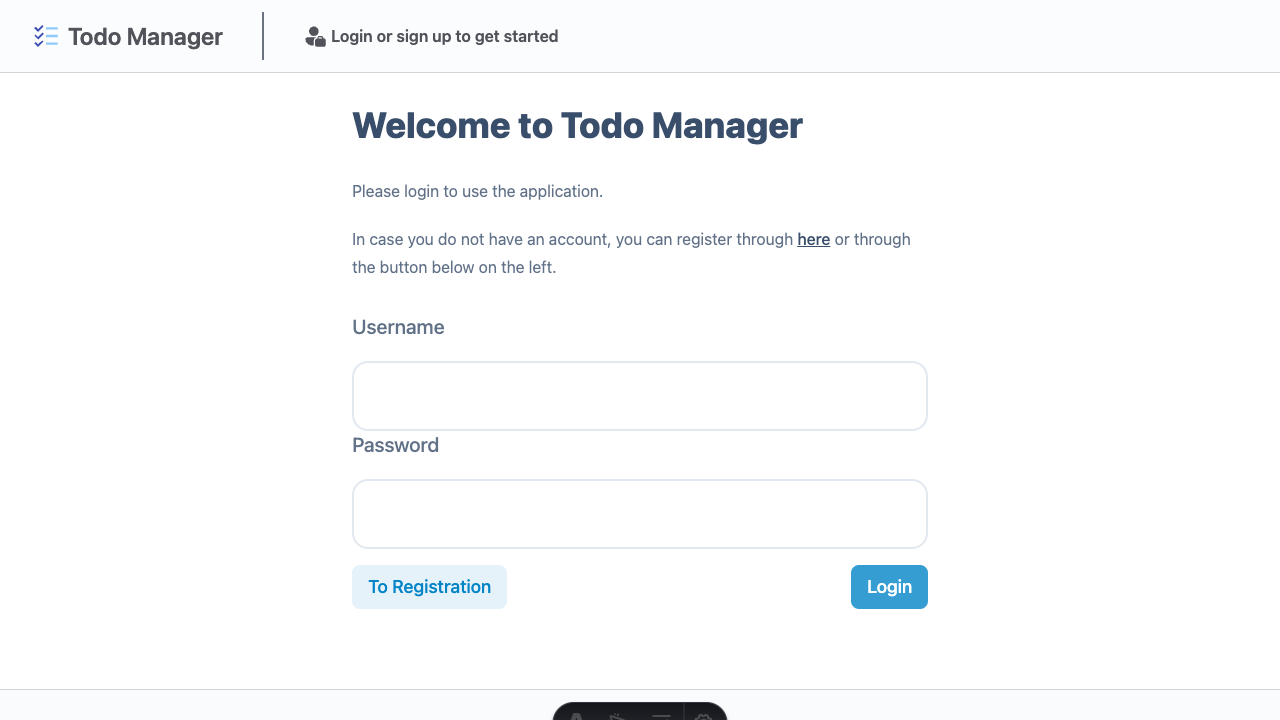 Todo Manager
Login or sign up to get started
Welcome to Todo Manager
Please login to use the application.
In case you do not have an account, you can register through here or through
the button below on the left.
Username
Password
To Registration
Login